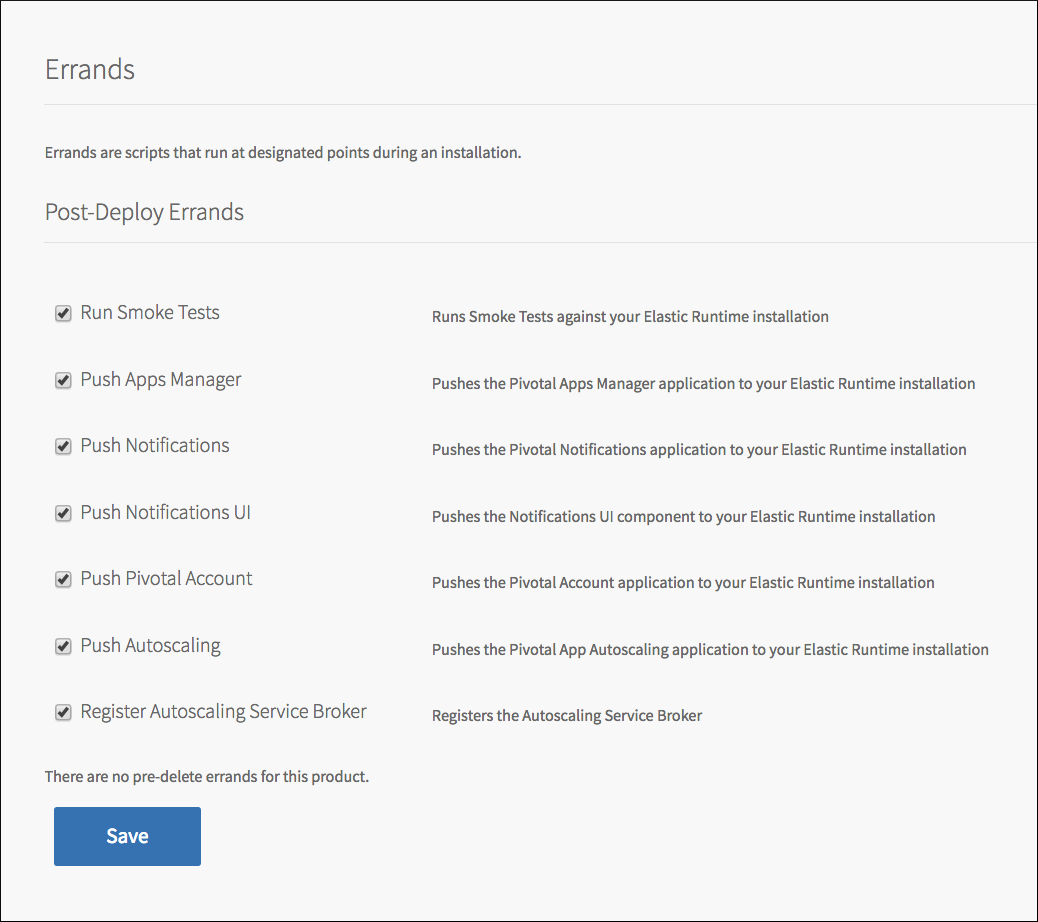 Errands
Errands are scripts that run at designated points during an installation.
Post-Deploy Errands
Run Smoke Tests
Runs Smoke Tests against your Elastic Runtime installation
Push Apps Manager
Pushes the Pivotal Apps Manager application to your Elastic Runtime installation
Push Notifications
Pushes the Pivotal Notifications application to your Elastic Runtime installation
Push Notifications UI
Pushes the Notifications UI component to your Elastic Runtime installation
Push Pivotal Account
Pushes the Pivotal Account application to your Elastic Runtime installation
Push Autoscaling
Pushes the Pivotal App Autoscaling application to your Elastic Runtime installation
Register Autoscaling Service Broker
Registers the Autoscaling Service Broker
There are no pre-delete errands for this product.
Save